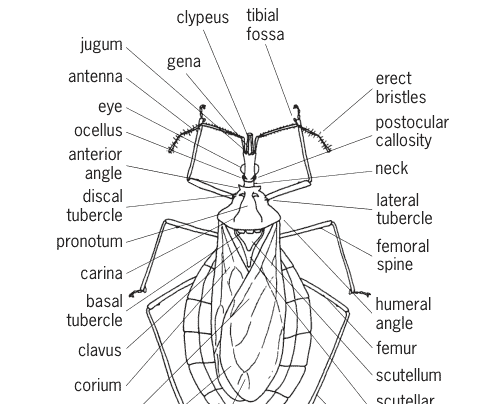 clypeus
tibial
fossa
jugum
gena
antenna
erect
bristles
eye
postocular
callosity
ocellus
anterior
angle
neck
discal
tubercle
lateral
tubercle
pronotum
femoral
spine
carina
basal
tubercle
humeral
angle
clavus
femur
scutellum
corium
scutellar